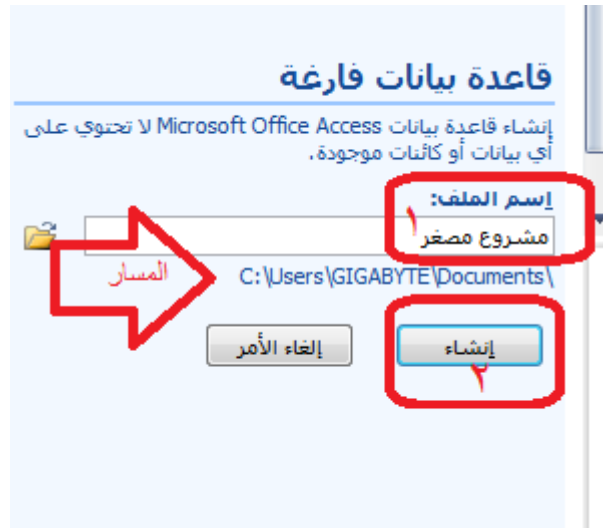 قاعدة بيانات فارغة
إنشاء قاعدة بيانات Microsoft Office Access لا تحتوي على
أي بيانات أو كائنات موجودة.
إسم الملف:
١
مشروع مصغر
المسار
C:\Users\GIGABYTE\Documents\
إنشاء
إلغاء الأمر
٢